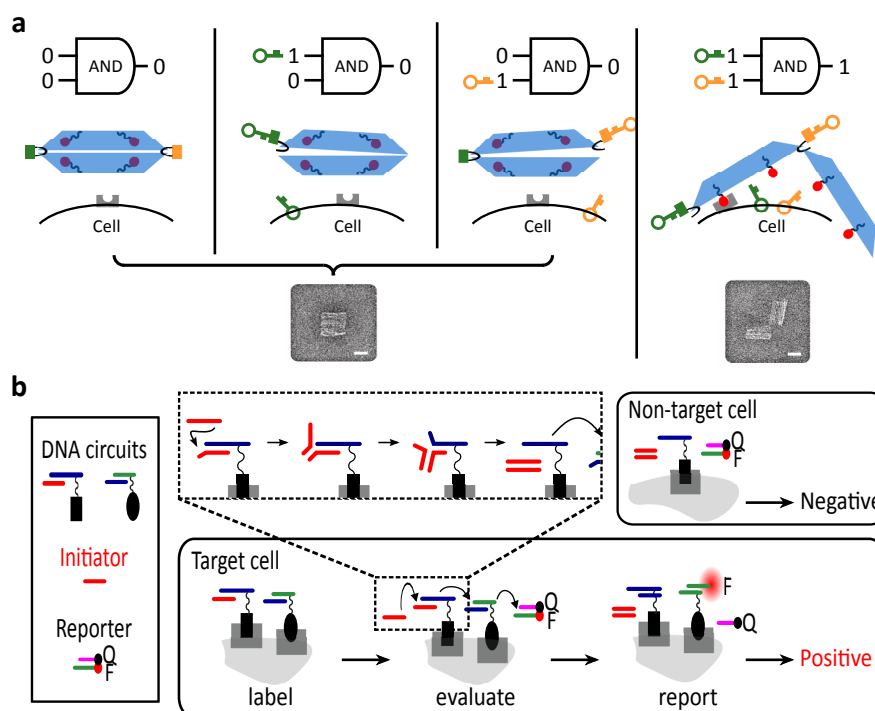 a
0
0
AND
0
1
0
AND
0
0
1
AND
0
1
1
AND
1
Cell
Cell
Cell
Cell
b
DNA circuits
Initiator
Reporter
Q
F
Non-target cell
Q
F
Negative
Target cell
Q
F
F
Q
Positive
label
evaluate
report